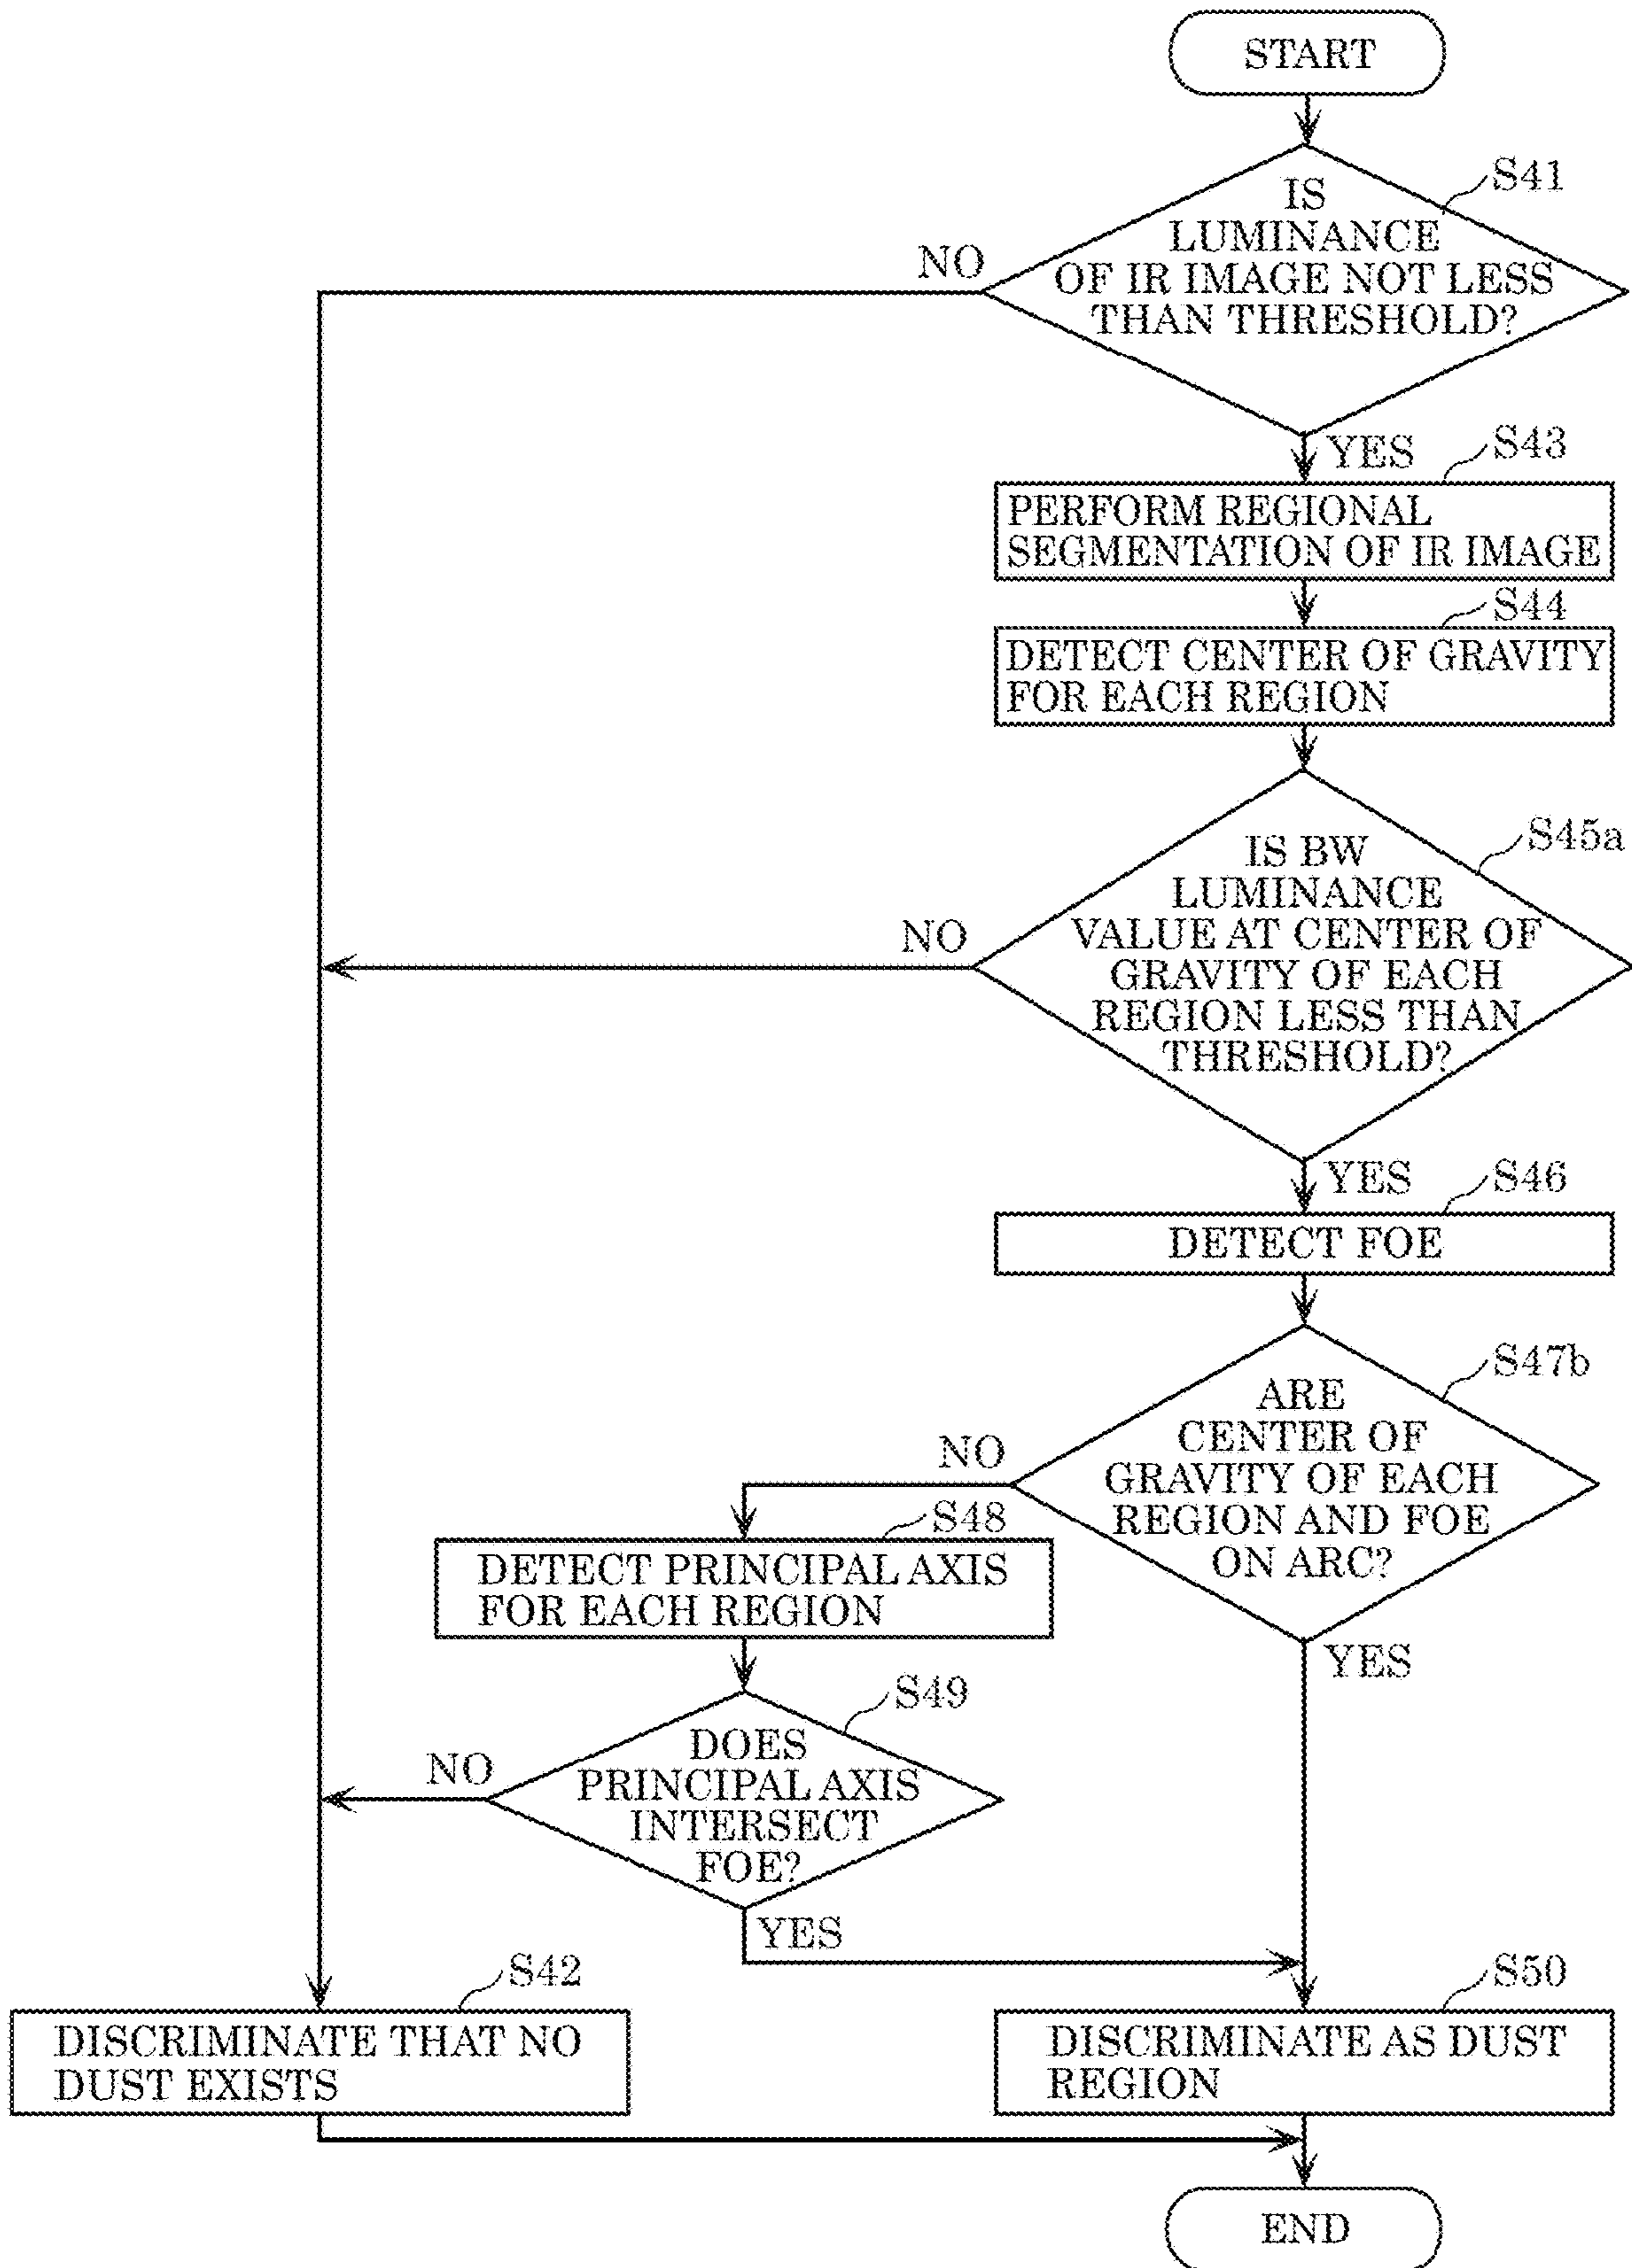 START
S41
IS
LUMINANCE
OF IR IMAGE NOT LESS
THAN THRESHOLD?
NO
YES
S43
PERFORM REGIONAL
SEGMENTATION OF IR IMAGE
S44
DETECT CENTER OF GRAVITY
FOR EACH REGION
S45a
IS BW
LUMINANCE
VALUE AT CENTER OF
GRAVITY OF EACH
REGION LESS THAN
THRESHOLD?
NO
YES
S46
DETECT FOE
S47b
ARE
CENTER OF
GRAVITY OF EACH
REGION AND FOE
ON ARC?
NO
YES
S48
DETECT PRINCIPAL AXIS
FOR EACH REGION
S49
DOES
PRINCIPAL AXIS
INTERSECT
FOE?
NO
YES
S42
DISCRIMINATE THAT NO
DUST EXISTS
S50
DISCRIMINATE AS DUST
REGION
END